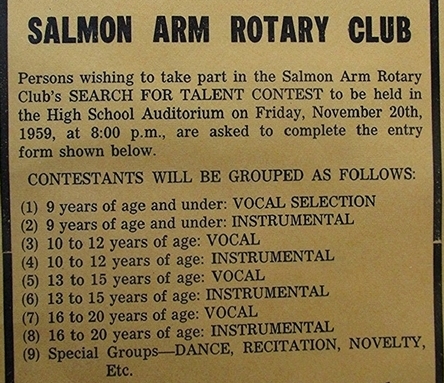 SALMON ARM ROTARY CLUB
Persons wishing to take part in the Salmon Arm Rotary
Club's SEARCH FOR TALENT CONTEST to be held in
the High School Auditorium on Friday, November 20th,
1959, at 8:00 p.m., are asked to complete the entry
form shown below.
CONTESTANTS WILL BE GROUPED AS FOLLOWS:
(1) 9 years of age and under: VOCAL SELECTION
(2) 9 years of age and under: INSTRUMENTAL
(3) 10 to 12 years of age: VOCAL
(4) 10 to 12 years of age: INSTRUMENTAL
(5) 13 to 15 years of age: VOCAL
(6) 13 to 15 years of age: INSTRUMENTAL
(7) 16 to 20 years of age: VOCAL
(8) 16 to 20 years of age: INSTRUMENTAL
(9) Special Groups—DANCE, RECITATION, NOVELTY,
Etc.